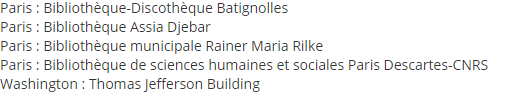 Paris : Bibliothèque-Discothèque Batignolles
Paris : Bibliothèque Assia Djebar
Paris : Bibliothèque municipale Rainer Maria Rilke
Paris : Bibliothèque de sciences humaines et sociales Paris Descartes-CNRS
Washington : Thomas Jefferson Building